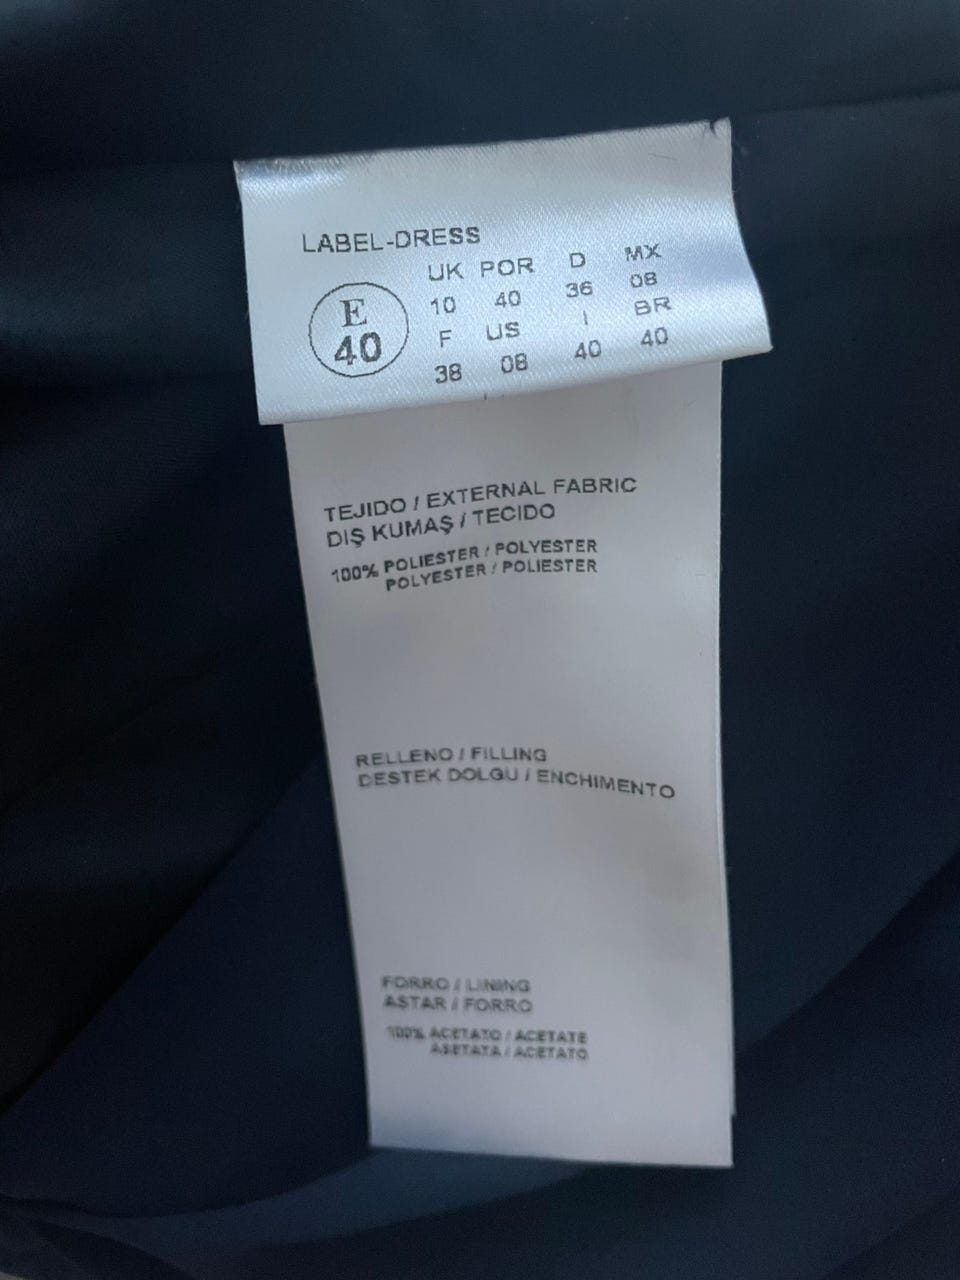 LABEL-DRESS
UK POR D MX
E 10 40 36 08
40 F US I BR
38 08 40 40
TEJIDO / EXTERNAL FABRIC
DIŞ KUMAŞ / TECIDO
100% POLIESTER / POLYESTER
POLYESTER / POLIESTER
RELLENO / FILLING
DESTEK DOLGU / ENCHIMENTO
FORRO / LINING
ASTAR / FORRO
100% ACETATO / ACETATE
ASETATA / ACETATO